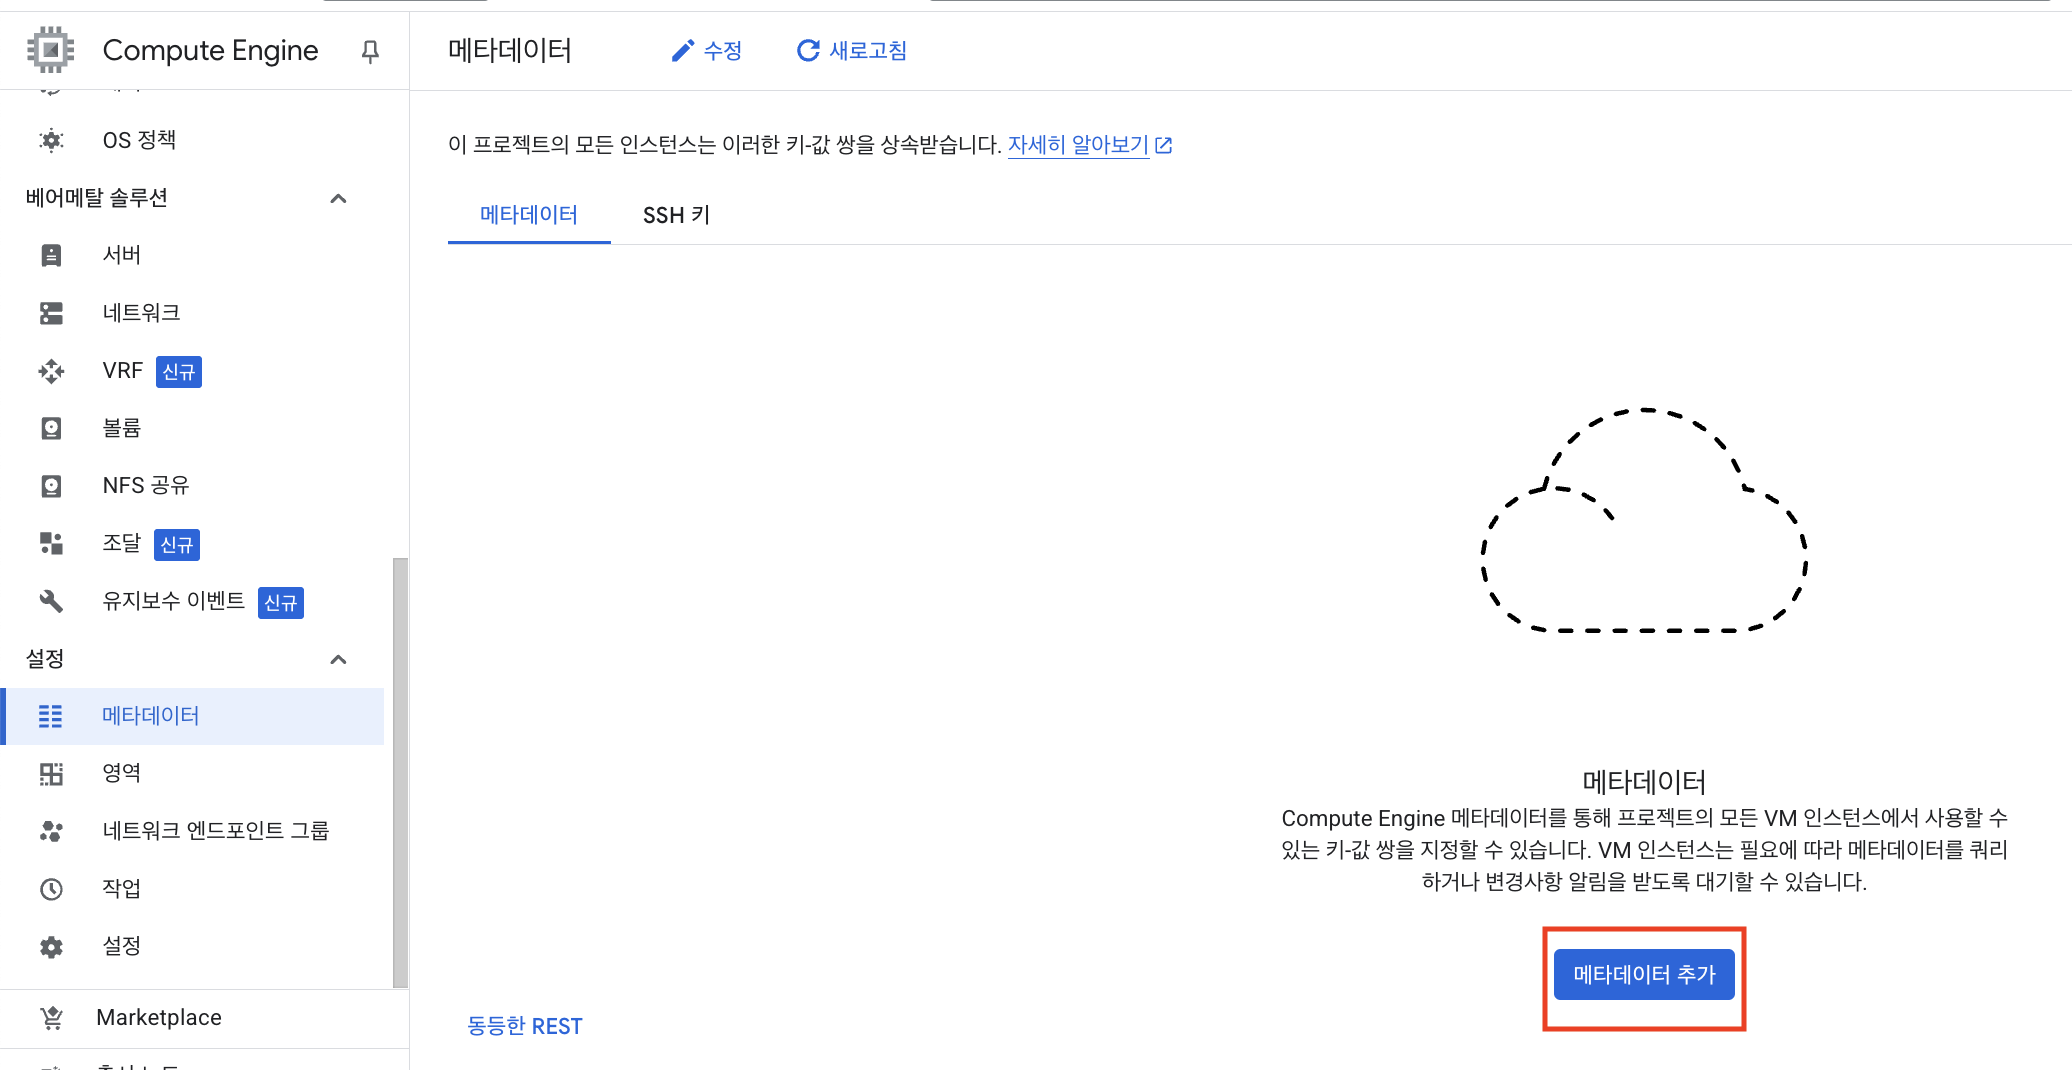 Compute Engine
OS 정책
베어메탈 솔루션
서버
네트워크
VRF 신규
볼륨
NFS 공유
조달 신규
유지보수 이벤트 신규
설정
메타데이터
영역
네트워크 엔드포인트 그룹
작업
설정
Marketplace
메타데이터 수정 새로고침
이 프로젝트의 모든 인스턴스는 이러한 키-값 쌍을 상속받습니다. 자세히 알아보기
메타데이터 SSH 키
메타데이터
Compute Engine 메타데이터를 통해 프로젝트의 모든 VM 인스턴스에서 사용할 수
있는 키-값 쌍을 지정할 수 있습니다. VM 인스턴스는 필요에 따라 메타데이터를 쿼리
하거나 변경사항 알림을 받도록 대기할 수 있습니다.
메타데이터 추가
동등한 REST